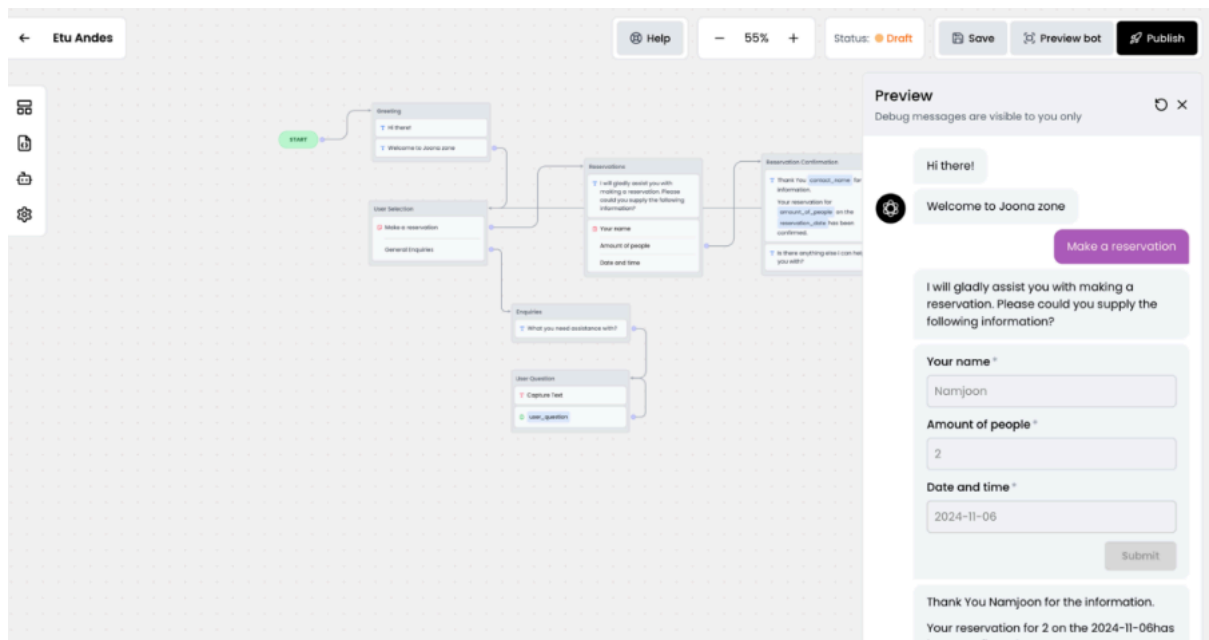 Etu Andes
Help
55%
Status: Draft
Save
Preview bot
Publish
START
Greeting
Hi there!
Welcome to Joona zone
User Selection
Make a reservation
General Enquiries
Reservations
I will gladly assist you with
making a reservation. Please
could you supply the following
information?
Your name
Amount of people
Date and time
Reservation Confirmation
Thank You contact_name for
information.
Your reservation for
amount_of_people on the
reservation_date has been
confirmed.
Is there anything else I can hel
you with?
Enquiries
What you need assistance with?
User Question
Capture Text
user_question
Preview
Debug messages are visible to you only
Hi there!
Welcome to Joona zone
Make a reservation
I will gladly assist you with making a
reservation. Please could you supply the
following information?
Your name *
Namjoon
Amount of people *
2
Date and time *
2024-11-06
Submit
Thank You Namjoon for the information.
Your reservation for 2 on the 2024-11-06has